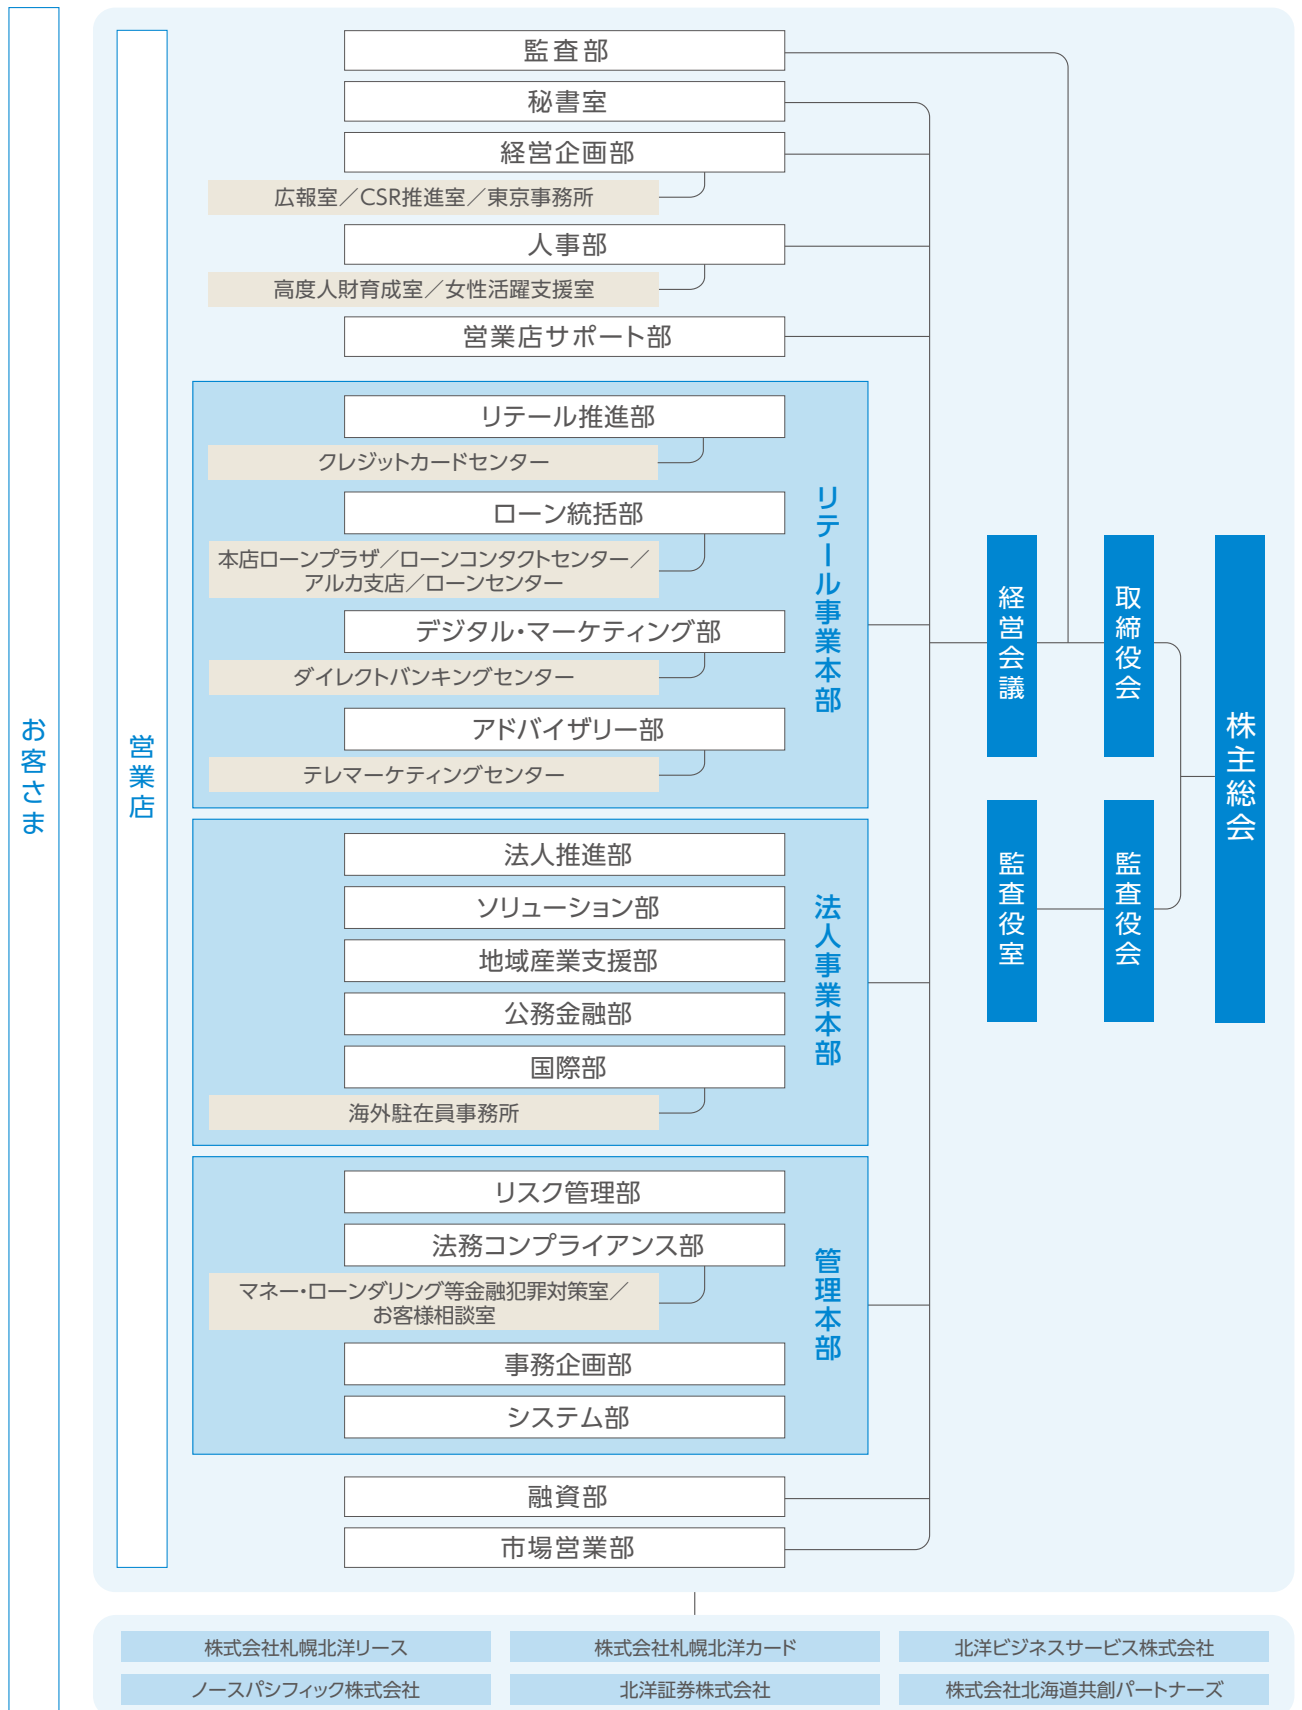 お客さま
営業店
監査部
秘書室
経営企画部
広報室／CSR推進室／東京事務所
人事部
高度人財育成室／女性活躍支援室
営業店サポート部
リテール事業本部
リテール推進部
クレジットカードセンター
ローン統括部
本店ローンプラザ／ローンコンタクトセンター／
アルカ支店／ローンセンター
デジタル・マーケティング部
ダイレクトバンキングセンター
アドバイザリー部
テレマーケティングセンター
法人事業本部
法人推進部
ソリューション部
地域産業支援部
公務金融部
国際部
海外駐在員事務所
管理本部
リスク管理部
法務コンプライアンス部
マネー・ローンダリング等金融犯罪対策室／
お客様相談室
事務企画部
システム部
融資部
市場営業部
経営会議
取締役会
株主総会
監査役室
監査役会
株式会社札幌北洋リース
株式会社札幌北洋カード
北洋ビジネスサービス株式会社
ノースパシフィック株式会社
北洋証券株式会社
株式会社北海道共創パートナーズ